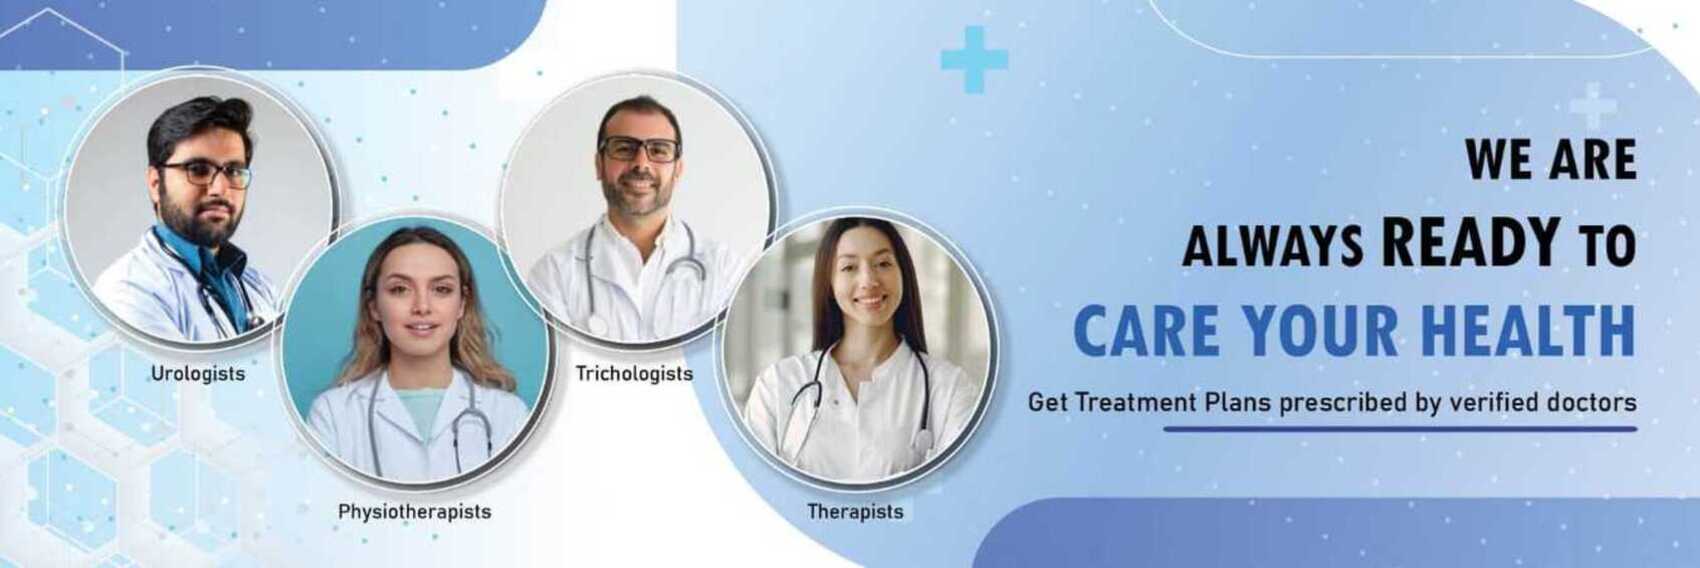 WE ARE
ALWAYS READY TO
CARE YOUR HEALTH
Get Treatment Plans prescribed by verified doctors
Urologists
Trichologists
Physiotherapists
Therapists